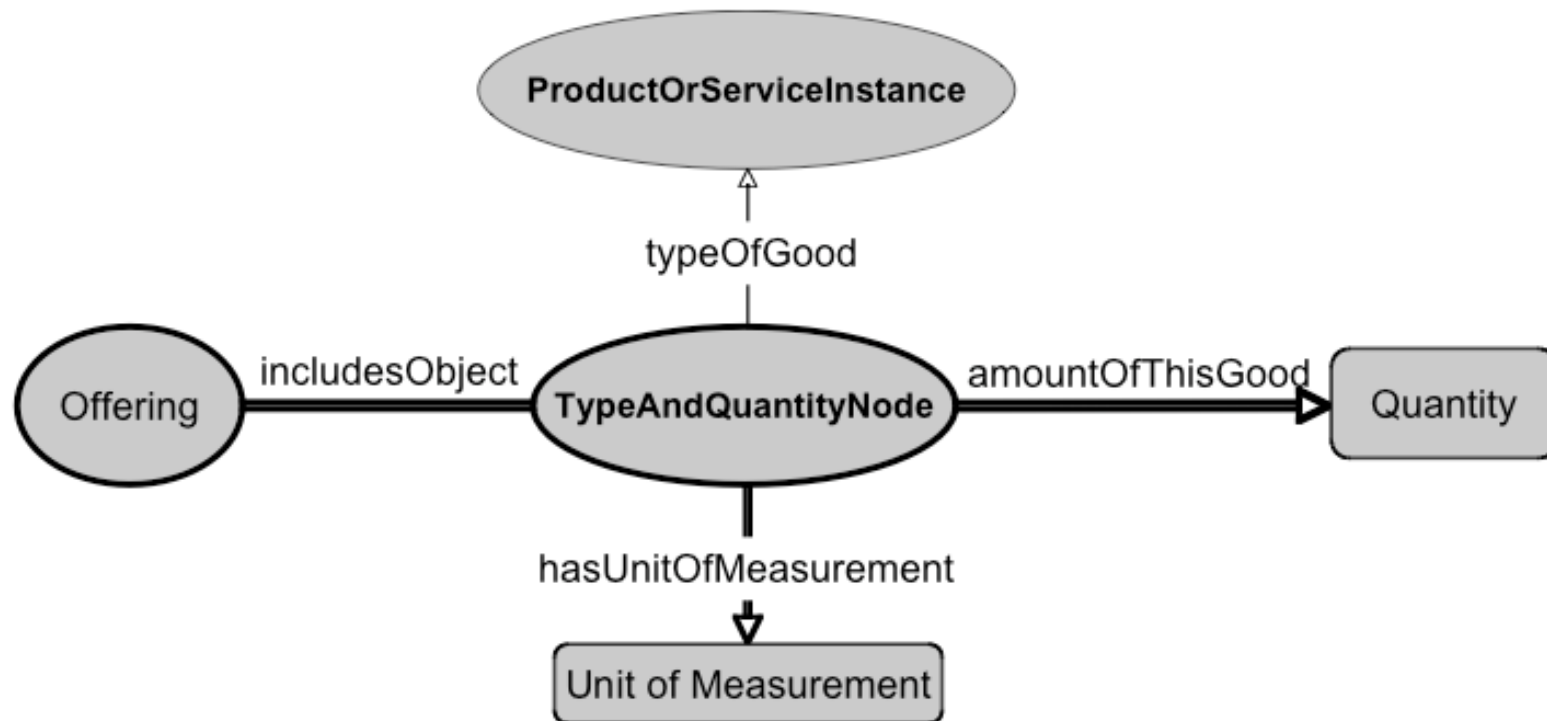 ProductOrServiceInstance
typeOfGood
Offering
includesObject
TypeAndQuantityNode
amountOfThisGood
Quantity
hasUnitOfMeasurement
Unit of Measurement